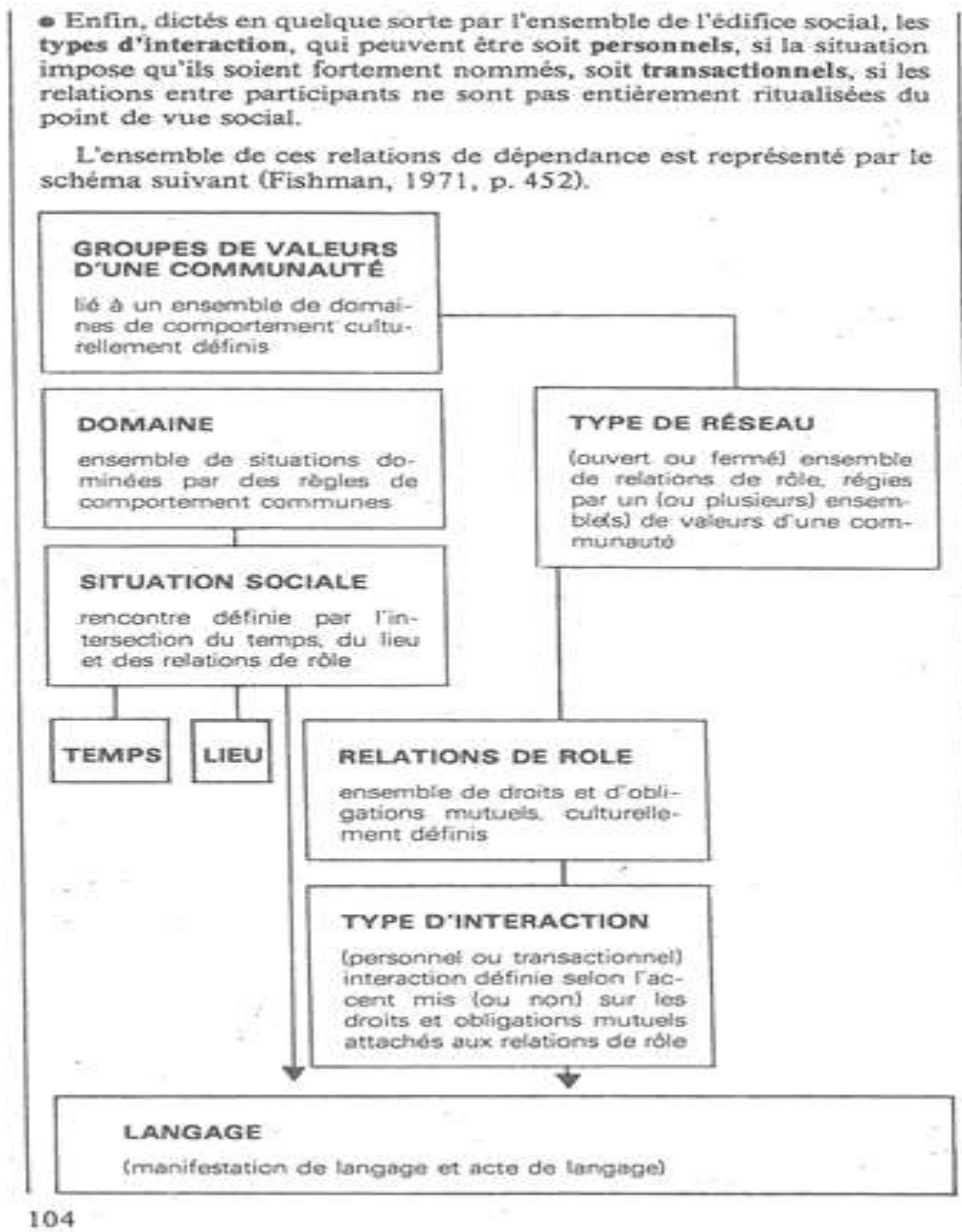 ● Enfin, dictés en quelque sorte par l'ensemble de l'édifice social, les
types d'interaction, qui peuvent être soit personnels, si la situation
impose qu'ils soient fortement nommés, soit transactionnels, si les
relations entre participants ne sont pas entièrement ritualisées du
point de vue social.
L'ensemble de ces relations de dépendance est représenté par le
schéma suivant (Fishman, 1971, p. 452).
GROUPES DE VALEURS
D'UNE COMMUNAUTÉ
lié à un ensemble de domai-
nes de comportement cultu-
rellement définis
DOMAINE
ensemble de situations do-
minées par des règles de
comportement communes
TYPE DE RÉSEAU
(ouvert ou fermé) ensemble
de relations de rôle, régies
par un (ou plusieurs) ensem-
ble(s) de valeurs d'une com-
munauté
SITUATION SOCIALE
rencontre définie par l'in-
tersection du temps, du lieu
et des relations de rôle
TEMPS
LIEU
RELATIONS DE ROLE
ensemble de droits et d'obli-
gations mutuels, culturelle-
ment définis
TYPE D'INTERACTION
(personnel ou transactionnel)
interaction définie selon l'ac-
cent mis (ou non) sur les
droits et obligations mutuels
attachés aux relations de rôle
LANGAGE
(manifestation de langage et acte de langage)
104